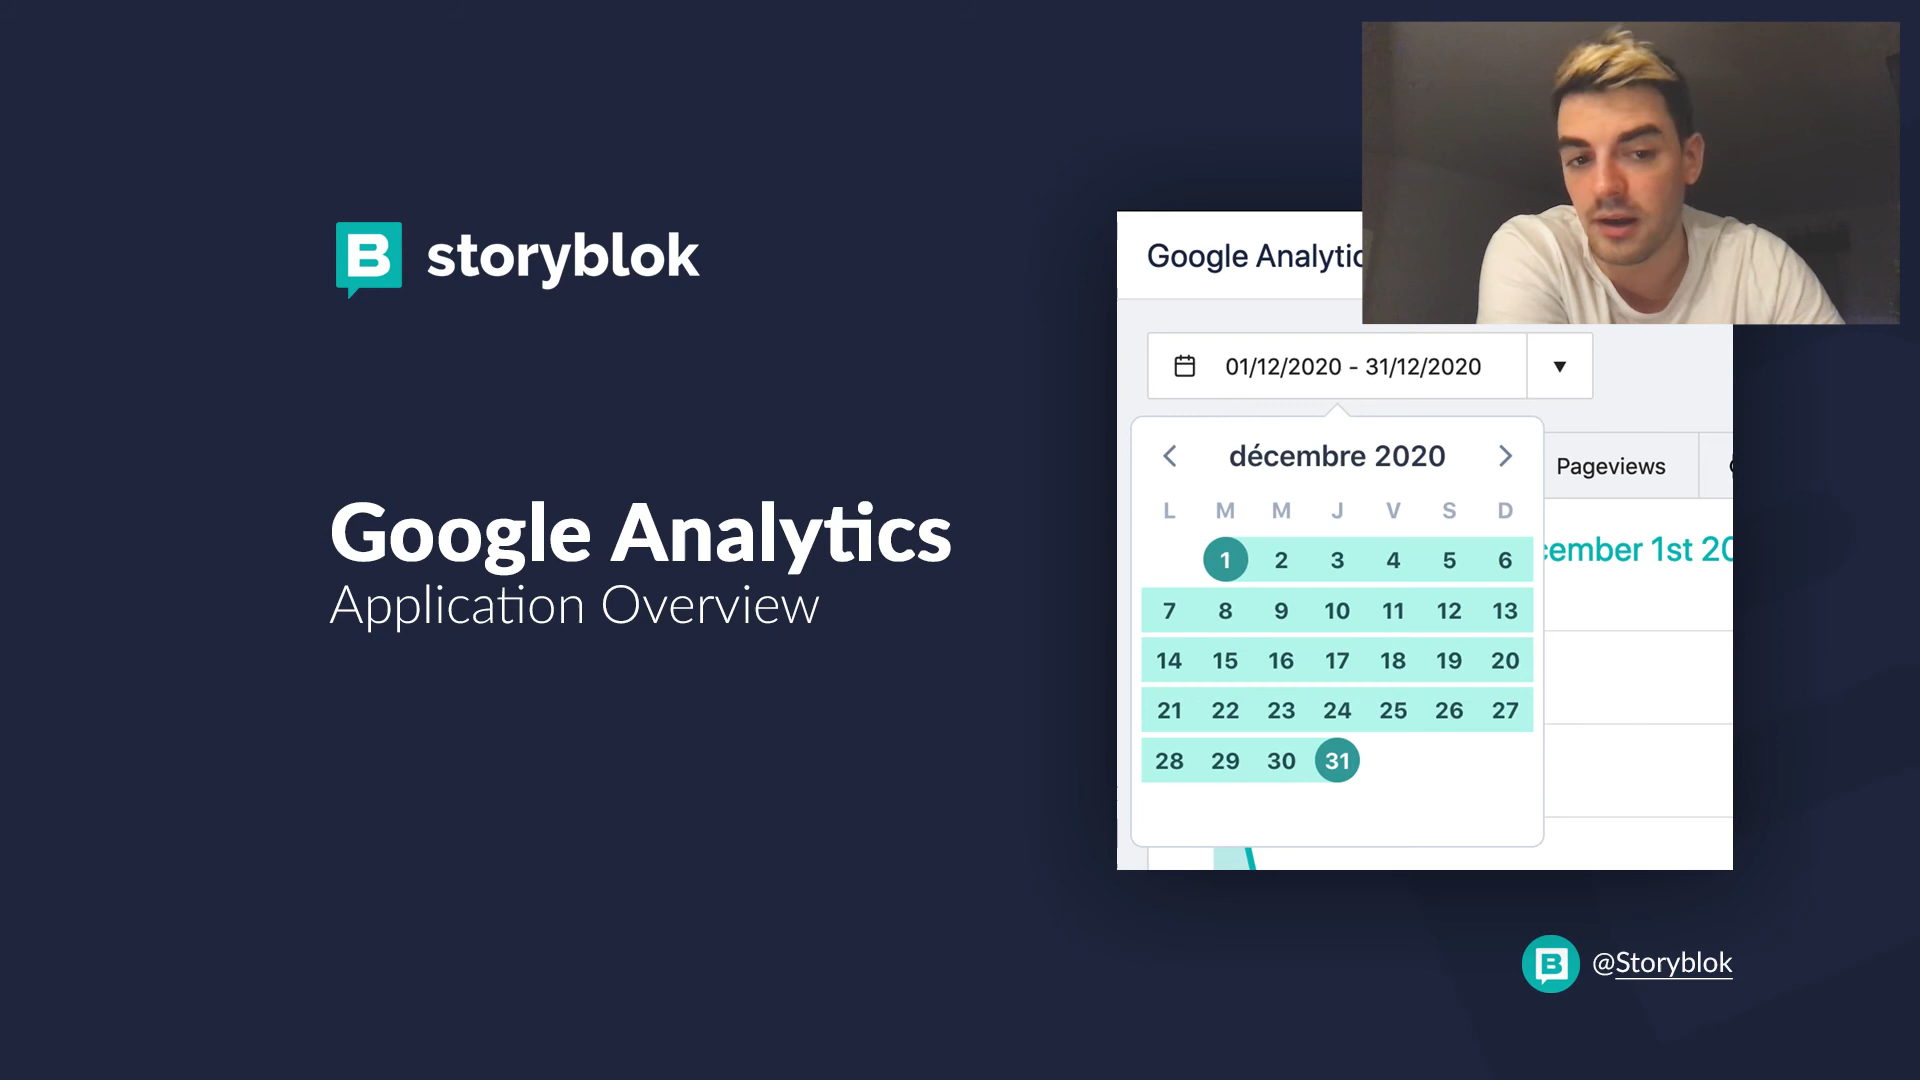 B storyblok
Google Analytics
Application Overview
Google Analytic
01/12/2020 - 31/12/2020
décembre 2020
L M M J V S D
1 2 3 4 5 6
7 8 9 10 11 12 13
14 15 16 17 18 19 20
21 22 23 24 25 26 27
28 29 30 31
Pageviews
cember 1st 20
B @Storyblok